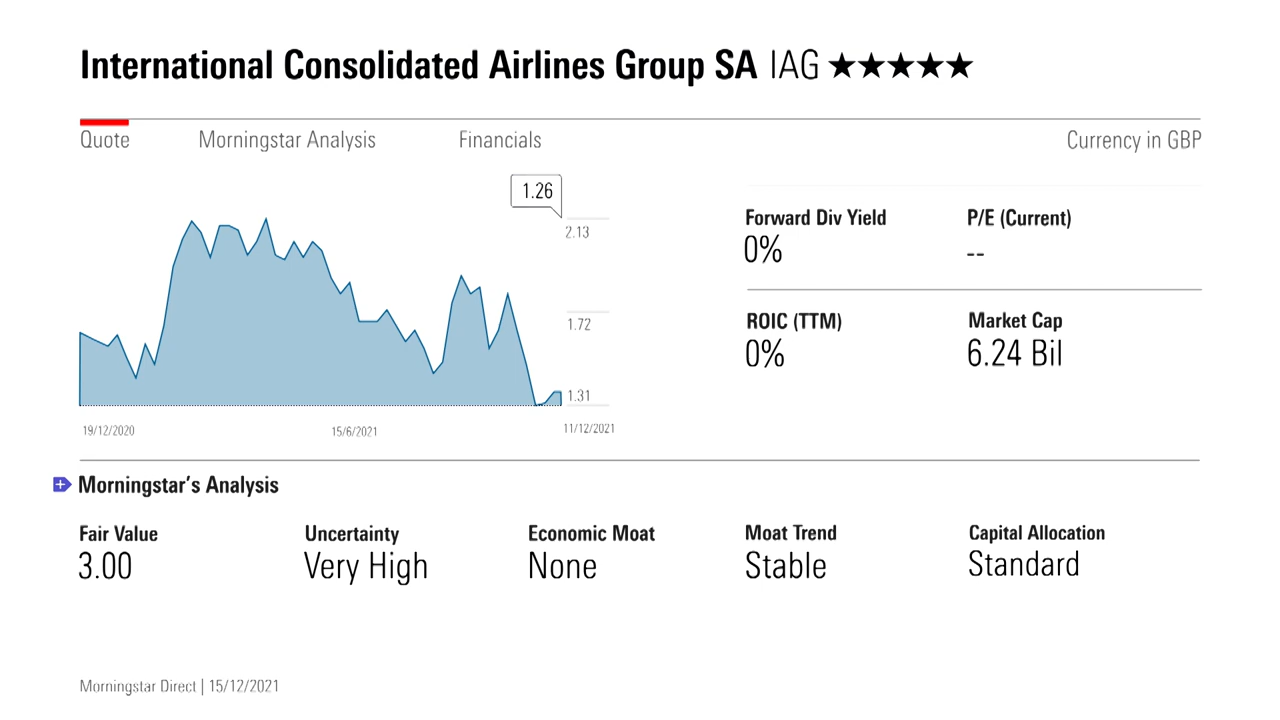 International Consolidated Airlines Group SA IAG ★★★★★
Quote Morningstar Analysis Financials Currency in GBP
1.26
2.13
1.72
1.31
19/12/2020 15/6/2021 11/12/2021
Forward Div Yield P/E (Current)
0% --
ROIC (TTM) Market Cap
0% 6.24 Bil
Morningstar’s Analysis
Fair Value Uncertainty Economic Moat Moat Trend Capital Allocation
3.00 Very High None Stable Standard
Morningstar Direct | 15/12/2021